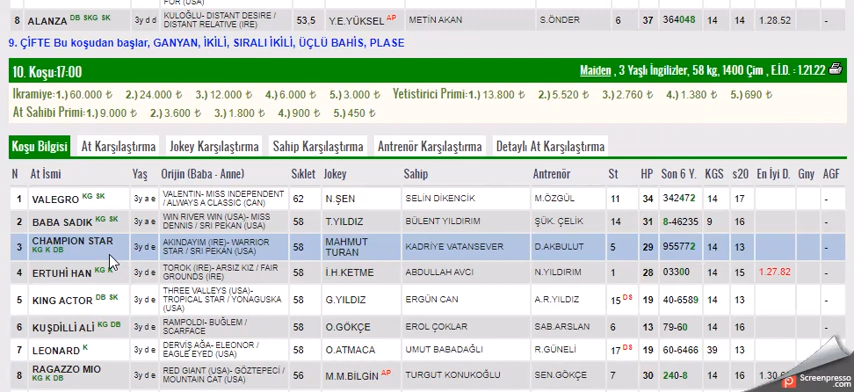 FUR (USA)
8 ALANZA DB SKG SK 3y d d KULOĞLU- DISTANT DESIRE / DISTANT RELATIVE (IRE) 53,5 Y.E.YÜKSEL AP METİN AKAN S.ÖNDER 6 37 364048 14 14 1.28.52 -
9. ÇİFTE Bu koşudan başlar, GANYAN, İKİLİ, SIRALI İKİLİ, ÜÇLÜ BAHİS, PLASE
10. Koşu:17:00 Maiden , 3 Yaşlı İngilizler, 58 kg, 1400 Çim , E.İ.D. : 1.21.22
Ikramiye: 1.) 60.000 ₺ 2.) 24.000 ₺ 3.) 12.000 ₺ 4.) 6.000 ₺ 5.) 3.000 ₺ Yetistirici Primi: 1.) 13.800 ₺ 2.) 5.520 ₺ 3.) 2.760 ₺ 4.) 1.380 ₺ 5.) 690 ₺
At Sahibi Primi: 1.) 9.000 ₺ 2.) 3.600 ₺ 3.) 1.800 ₺ 4.) 900 ₺ 5.) 450 ₺
Koşu Bilgisi At Karşılaştırma Jokey Karşılaştırma Sahip Karşılaştırma Antrenör Karşılaştırma Detaylı At Karşılaştırma
N At İsmi Yaş Orijin (Baba - Anne) Sıklet Jokey Sahip Antrenör St HP Son 6 Y. KGS s20 En İyi D. Gny AGF
1 VALEGRO KG SK 3y a e VALENTIN- MISS INDEPENDENT / ALWAYS A CLASSIC (CAN) 62 N.ŞEN SELİN DİKENCİK M.ÖZGÜL 11 34 342472 14 17 -
2 BABA SADIK KG SK 3y a e WIN RIVER WIN (USA)- MISS DENNIS / SRI PEKAN (USA) 58 T.YILDIZ BÜLENT YILDIRIM ŞÜK. ÇELİK 14 31 8-46235 9 16 -
3 CHAMPION STAR KG K DB 3y d e AKINDAYIM (IRE)- WARRIOR STAR / SRI PEKAN (USA) 58 MAHMUT TURAN KADRİYE VATANSEVER D.AKBULUT 5 29 955772 14 13 -
4 ERTUHİ HAN KG K 3y d e TOROK (IRE)- ARSIZ KIZ / FAIR GROUNDS (IRE) 58 İ.H.KETME ABDULLAH AVCI N.YILDIRIM 1 28 03300 14 15 1.27.82 -
5 KING ACTOR DB SK 3y d e THREE VALLEYS (USA)- TROPICAL STAR / YONAGUSKA (USA) 58 G.YILDIZ ERGÜN CAN A.R.YILDIZ 15 DS 19 40-6589 14 15 -
6 KUŞDİLLİ ALİ KG DB 3y d e RAMPOLDI- BUĞLEM / SCARFACE 58 O.GÖKÇE EROL ÇOKLAR SAB.ARSLAN 6 13 79-60 14 16 -
7 LEONARD K 3y d e DERVİŞ AĞA- ELEONOR / EAGLE EYED (USA) 58 O.ATMACA UMUT BABADAĞLI R.GÜNELİ 17 DS 19 60-6466 39 13
8 RAGAZZO MIO KG K DB 3y d e RED GIANT (USA)- GÖZTEPECİ / MOUNTAIN CAT (USA) 56 M.M.BİLGİN AP TURGUT KONUKOĞLU SEN.GÖKÇE 7 30 240-8 14 16
Screenpresso
.com